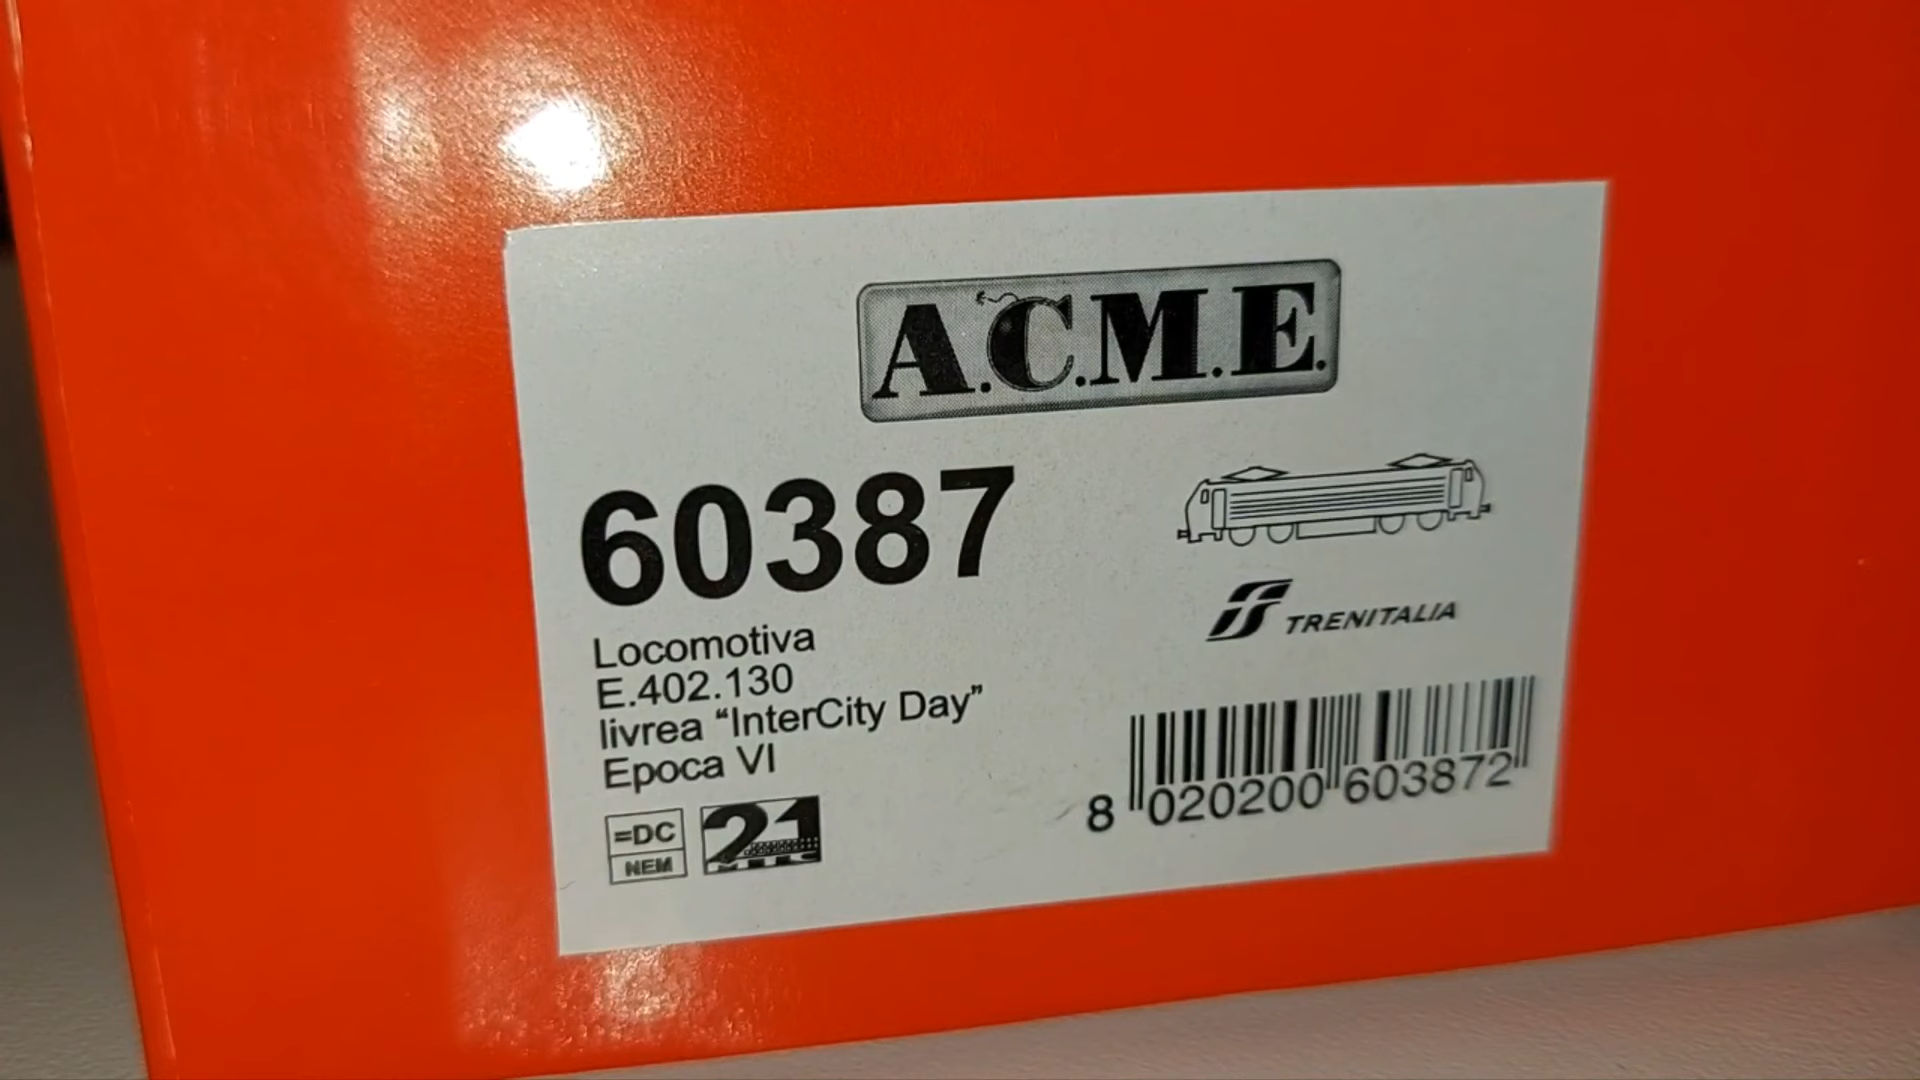 A.C.M.E.
60387
Locomotiva
E.402.130
livrea “InterCity Day”
Epoca VI
=DC
NEM
21
TRENITALIA
8 020200 603872